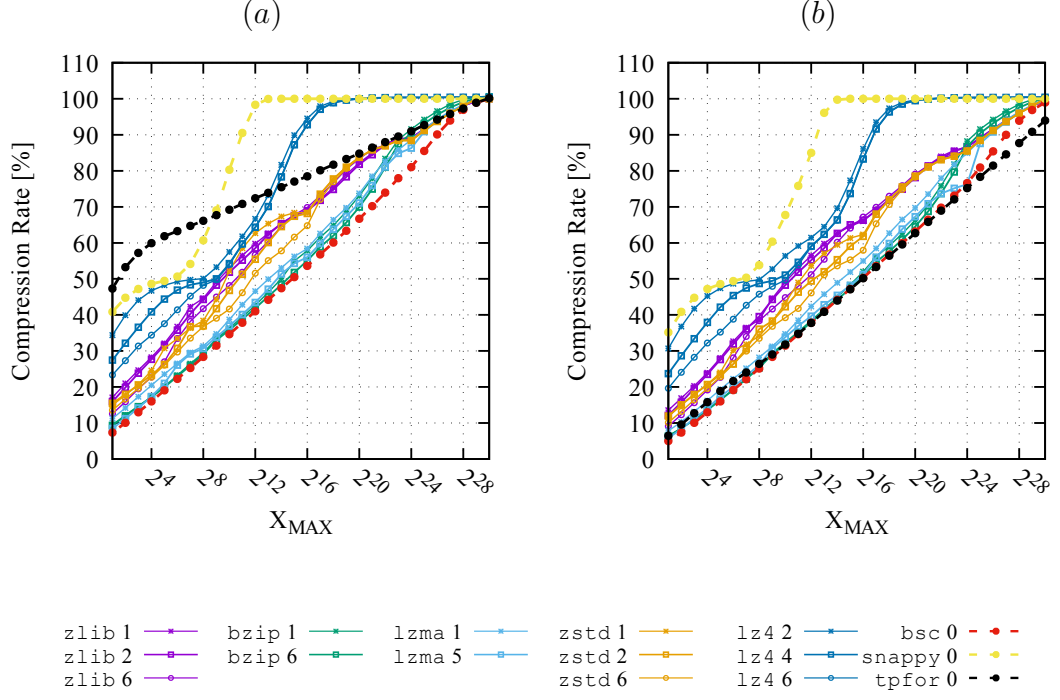 (a) (b)
110 110
100 100
90 90
80 80
70 70
60 60
50 50
40 40
30 30
20 20
10 10
0 0
Compression Rate [%] Compression Rate [%]
2^4 2^8 2^12 2^16 2^20 2^24 2^28 2^4 2^8 2^12 2^16 2^20 2^24 2^28
X_MAX X_MAX
zlib 1 bzip 1 lzma 1 zstd 1 lz4 2 bsc 0
zlib 2 bzip 6 lzma 5 zstd 2 lz4 4 snappy 0
zlib 6 zstd 6 lz4 6 tpfor 0